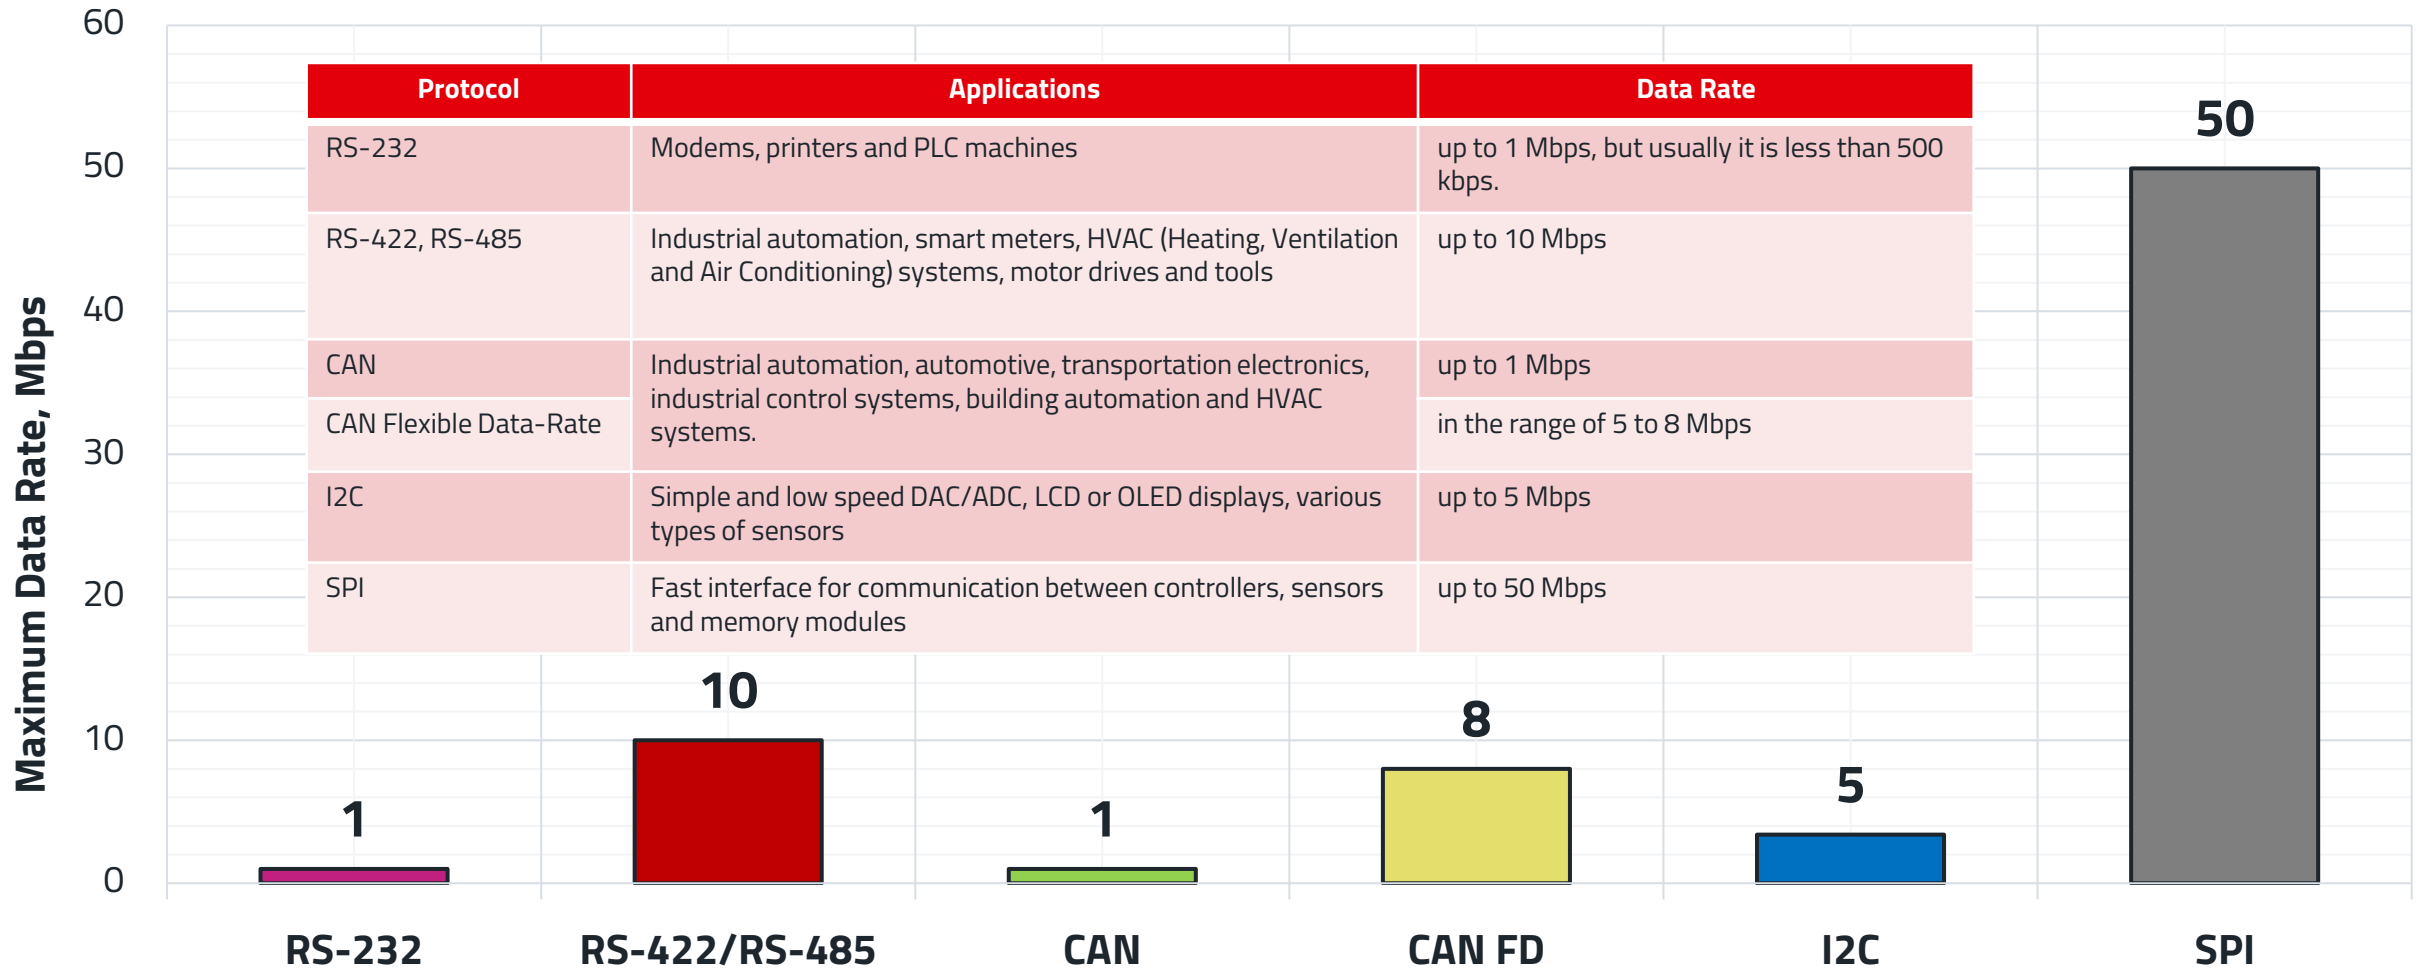 60
50
40
30
20
10
0
Maximum Data Rate, Mbps
Protocol
Applications
Data Rate
RS-232
Modems, printers and PLC machines
up to 1 Mbps, but usually it is less than 500
kbps.
RS-422, RS-485
Industrial automation, smart meters, HVAC (Heating, Ventilation
and Air Conditioning) systems, motor drives and tools
up to 10 Mbps
CAN
Industrial automation, automotive, transportation electronics,
industrial control systems, building automation and HVAC
systems.
up to 1 Mbps
CAN Flexible Data-Rate
in the range of 5 to 8 Mbps
I2C
Simple and low speed DAC/ADC, LCD or OLED displays, various
types of sensors
up to 5 Mbps
SPI
Fast interface for communication between controllers, sensors
and memory modules
up to 50 Mbps
1
10
1
8
5
50
RS-232
RS-422/RS-485
CAN
CAN FD
I2C
SPI